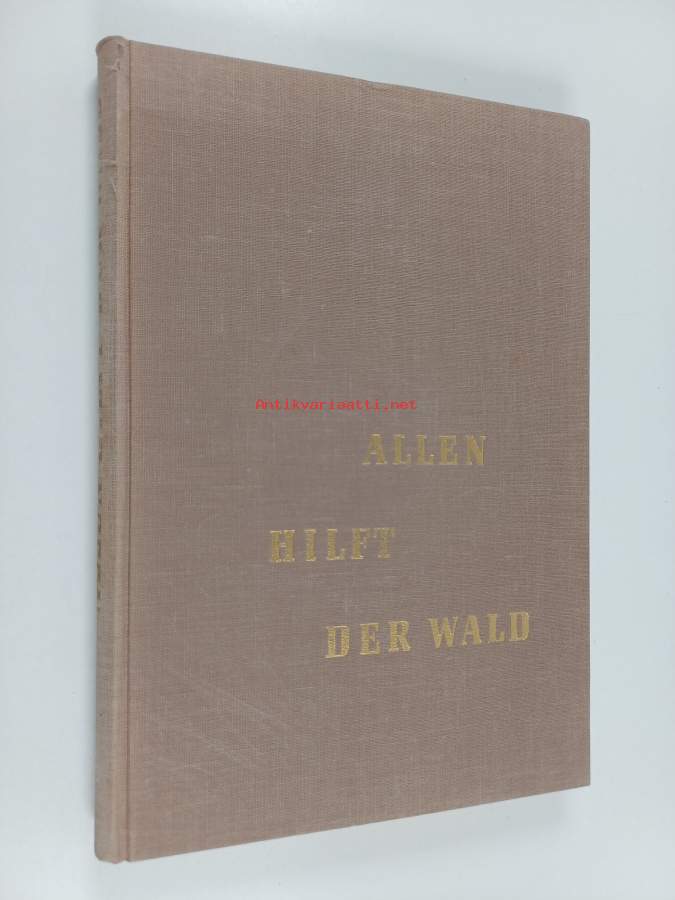 Antikvariaatti.net
ALLEN
HILFT
DER WALD